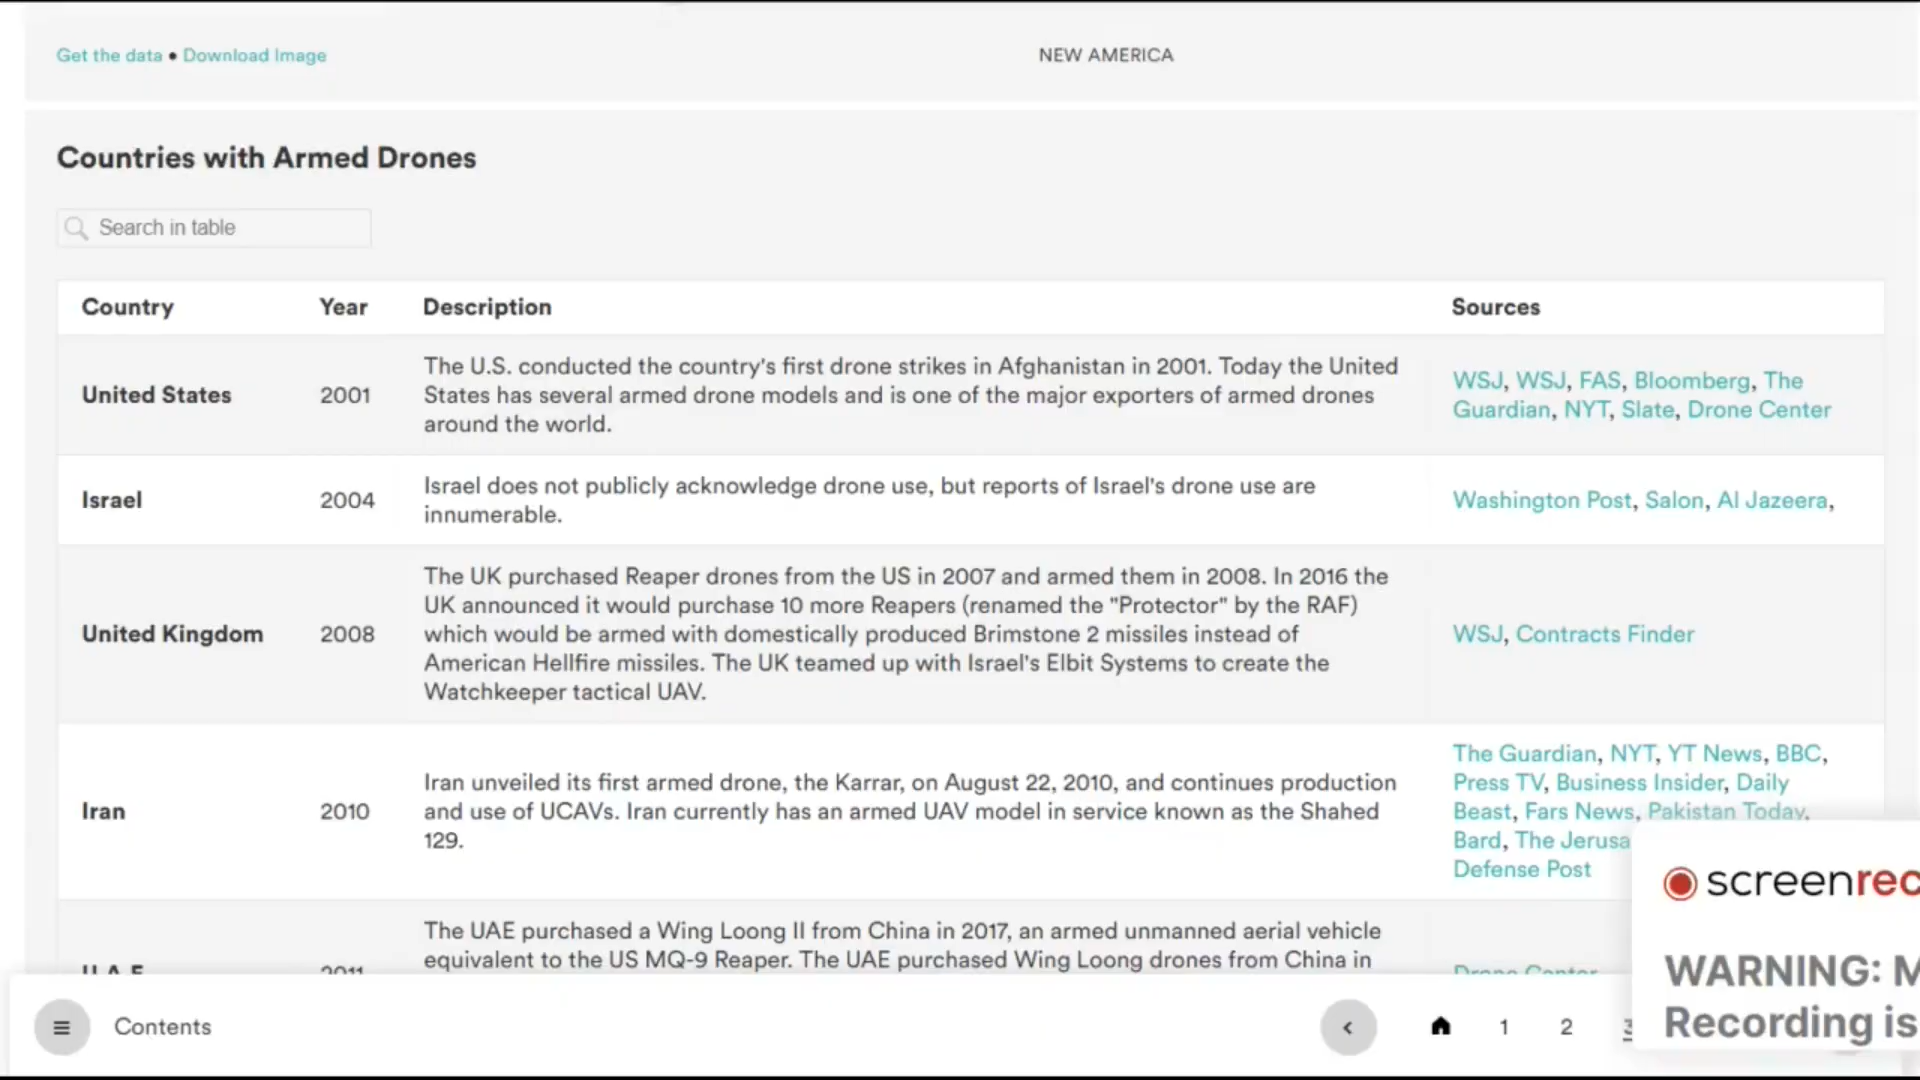 Get the data • Download Image
NEW AMERICA
Countries with Armed Drones
Search in table
Country Year Description Sources
United States 2001
The U.S. conducted the country's first drone strikes in Afghanistan in 2001. Today the United
States has several armed drone models and is one of the major exporters of armed drones
around the world.
WSJ, WSJ, FAS, Bloomberg, The
Guardian, NYT, Slate, Drone Center
Israel 2004
Israel does not publicly acknowledge drone use, but reports of Israel's drone use are
innumerable.
Washington Post, Salon, Al Jazeera,
United Kingdom 2008
The UK purchased Reaper drones from the US in 2007 and armed them in 2008. In 2016 the
UK announced it would purchase 10 more Reapers (renamed the "Protector" by the RAF)
which would be armed with domestically produced Brimstone 2 missiles instead of
American Hellfire missiles. The UK teamed up with Israel's Elbit Systems to create the
Watchkeeper tactical UAV.
WSJ, Contracts Finder
Iran 2010
Iran unveiled its first armed drone, the Karrar, on August 22, 2010, and continues production
and use of UCAVs. Iran currently has an armed UAV model in service known as the Shahed
129.
The Guardian, NYT, YT News, BBC,
Press TV, Business Insider, Daily
Beast, Fars News, Pakistan Today,
Bard, The Jerusa
Defense Post
U.A.E 2011
The UAE purchased a Wing Loong II from China in 2017, an armed unmanned aerial vehicle
equivalent to the US MQ-9 Reaper. The UAE purchased Wing Loong drones from China in
Drone Center
Contents
1 2 3
screenrec
WARNING: M
Recording is